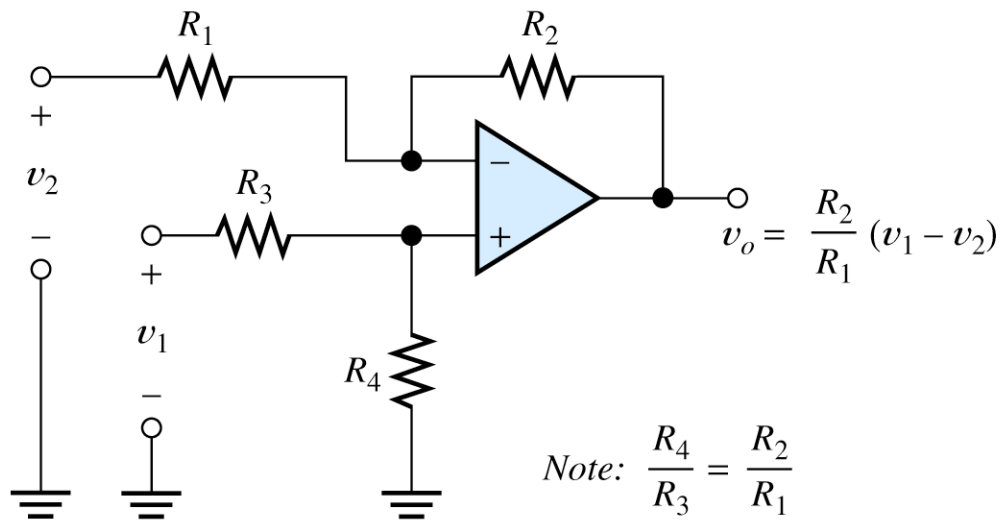 R₁
R₂
+
v₂
−
R₃
+
v₁
−
−
+
R₄
vₒ = R₂/R₁ (v₁ – v₂)
Note: R₄/R₃ = R₂/R₁